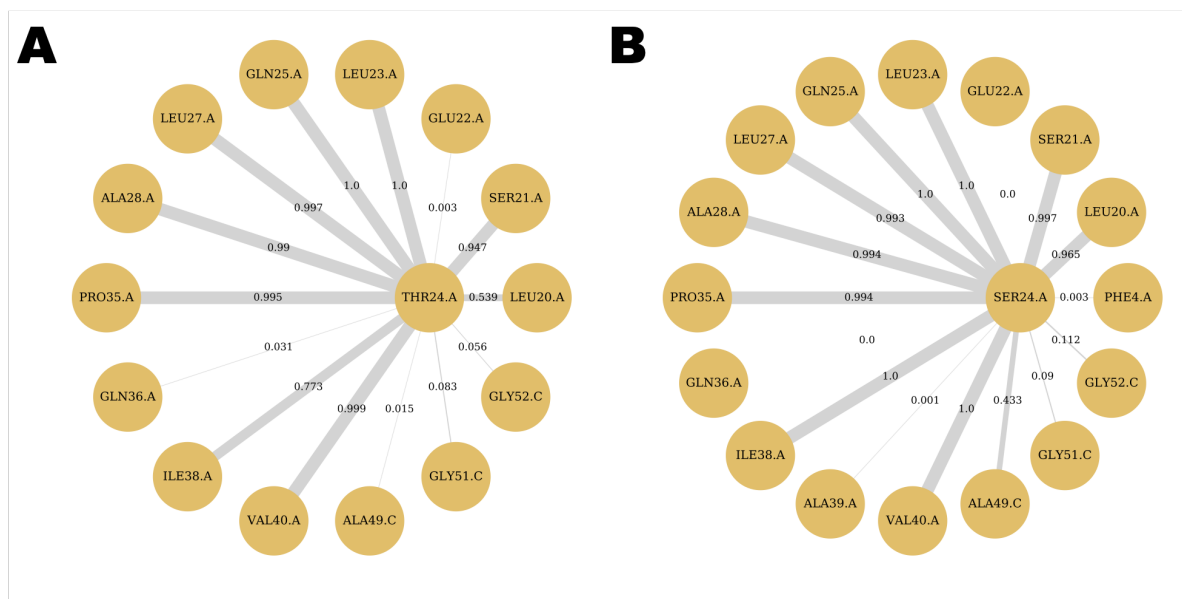 A
GLN25.A
LEU23.A
GLU22.A
LEU27.A
SER21.A
ALA28.A
1.0
1.0
0.997
0.003
0.947
0.99
PRO35.A
0.995
THR24.A
0.539
LEU20.A
0.031
0.056
0.773
0.083
GLN36.A
0.999
0.015
GLY52.C
ILE38.A
GLY51.C
VAL40.A
ALA49.C
B
LEU23.A
GLN25.A
GLU22.A
LEU27.A
SER21.A
ALA28.A
LEU20.A
1.0
1.0
0.0
0.993
0.997
0.994
0.965
PRO35.A
0.994
SER24.A
0.003
PHE4.A
0.0
0.112
1.0
0.09
GLN36.A
0.001
1.0
0.433
GLY52.C
ILE38.A
GLY51.C
ALA39.A
ALA49.C
VAL40.A